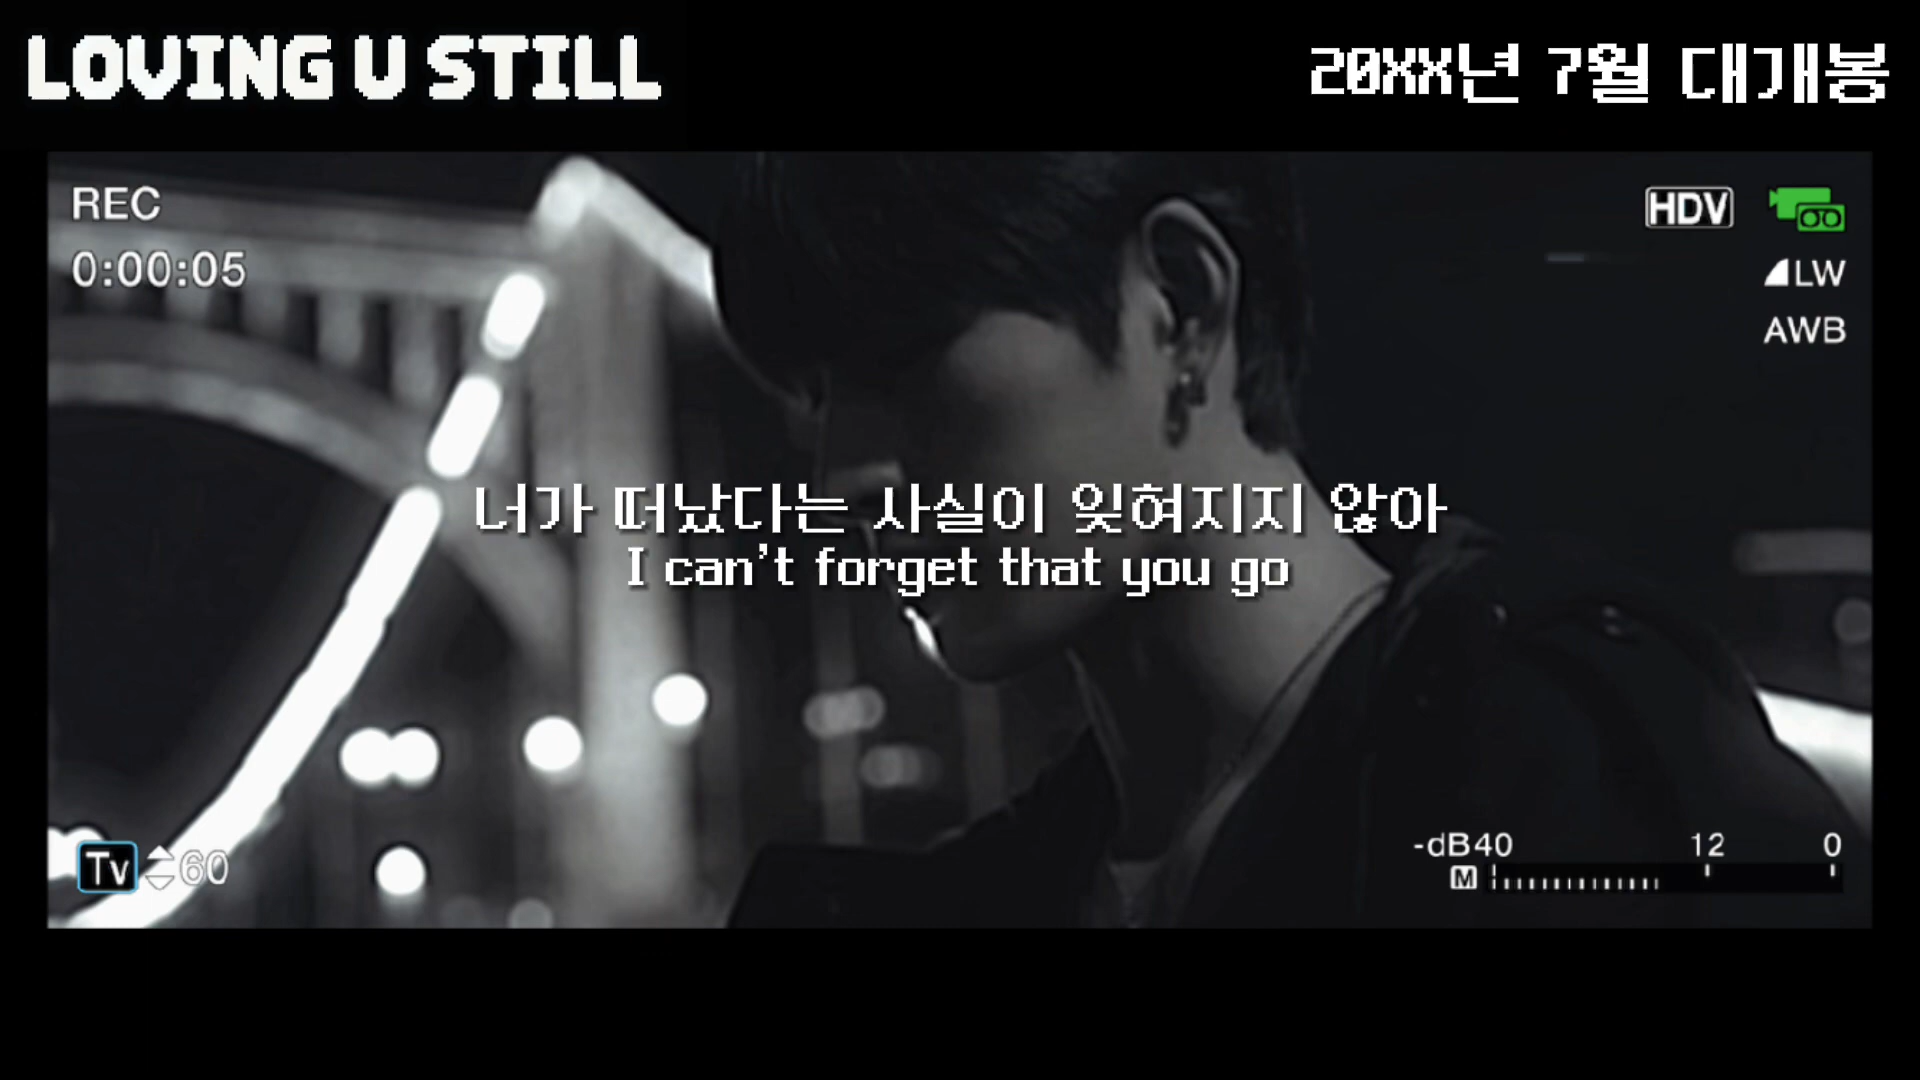 LOVING U STILL
20XX년 7월 대개봉
REC
0:00:05
HDV
LW
AWB
너가 떠났다는 사실이 잊혀지지 않아
I can't forget that you go
Tv 60
-dB40 12 0
M